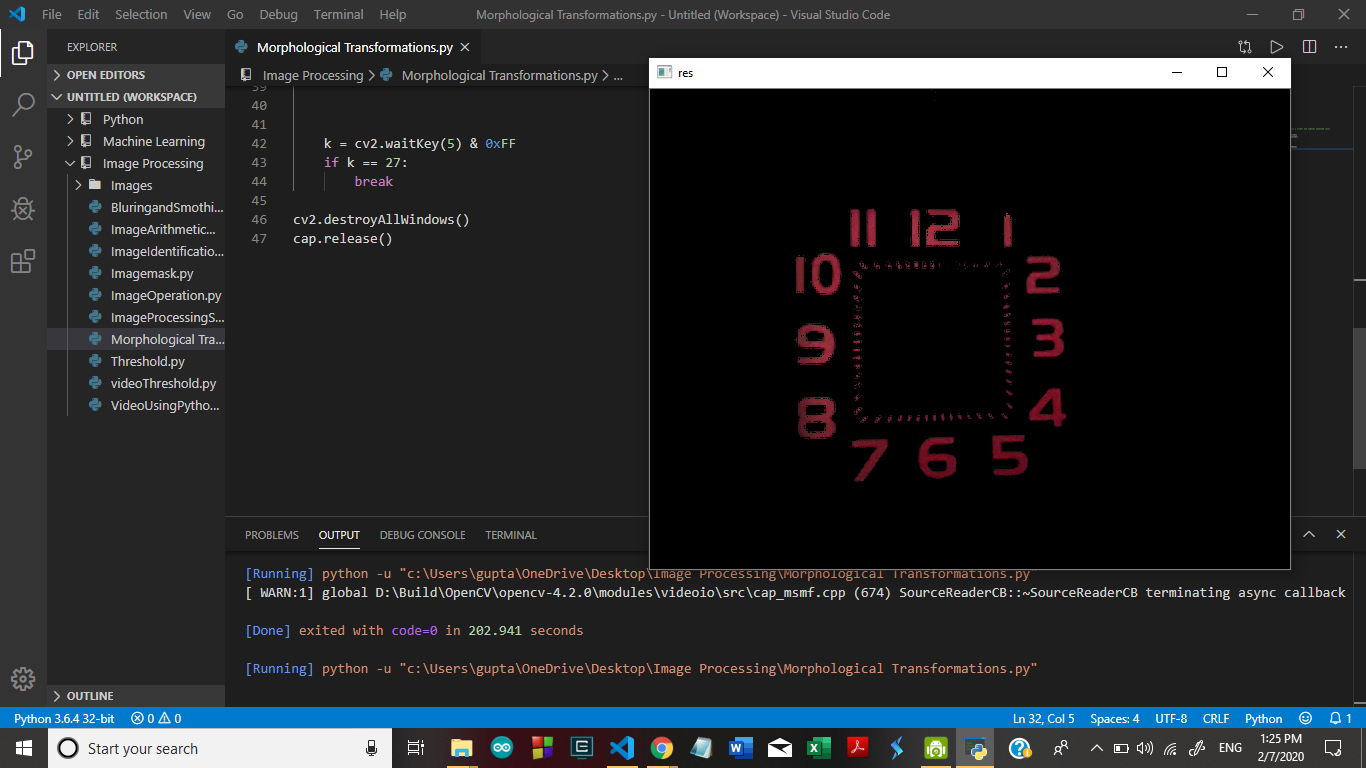 File Edit Selection View Go Debug Terminal Help
Morphological Transformations.py - Untitled (Workspace) - Visual Studio Code
EXPLORER
OPEN EDITORS
UNTITLED (WORKSPACE)
Python
Machine Learning
Image Processing
Images
BluringandSmothi...
ImageArithmetic...
ImageIdentificatio...
Imagemask.py
ImageOperation.py
ImageProcessingS...
Morphological Tra...
Threshold.py
videoThreshold.py
VideoUsingPytho...
OUTLINE
Morphological Transformations.py
Image Processing > Morphological Transformations.py > ...
39
40
41
42 k = cv2.waitKey(5) & 0xFF
43 if k == 27:
44 break
45
46 cv2.destroyAllWindows()
47 cap.release()
res
11 12 1
10 2
9 3
8 4
7 6 5
PROBLEMS OUTPUT DEBUG CONSOLE TERMINAL
[Running] python -u "c:\Users\gupta\OneDrive\Desktop\Image Processing\Morphological Transformations.py"
[ WARN:1] global D:\Build\OpenCV\opencv-4.2.0\modules\videoio\src\cap_msmf.cpp (674) SourceReaderCB::~SourceReaderCB terminating async callback
[Done] exited with code=0 in 202.941 seconds
[Running] python -u "c:\Users\gupta\OneDrive\Desktop\Image Processing\Morphological Transformations.py"
Python 3.6.4 32-bit 0 0
Ln 32, Col 5 Spaces: 4 UTF-8 CRLF Python 1
Start your search
ENG
1:25 PM
2/7/2020